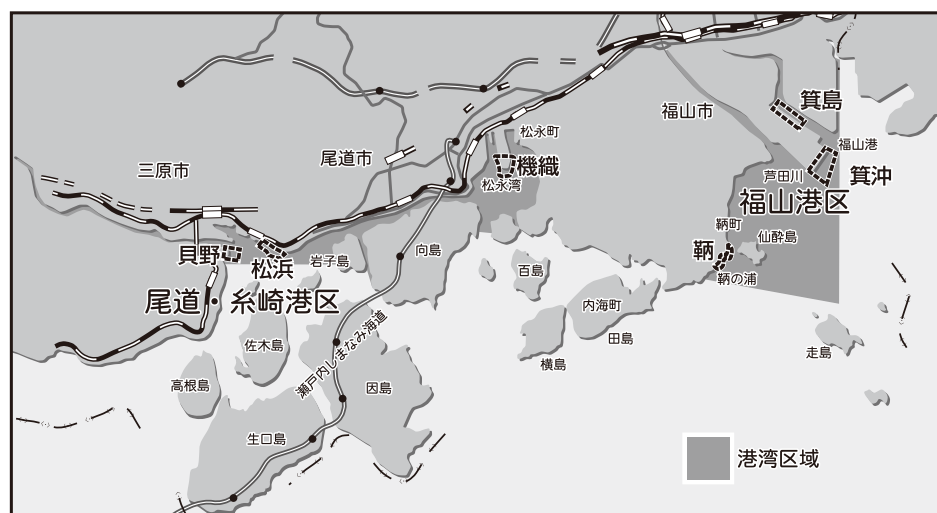 箕島
福山市
松永町
福山港
尾道市
三原市
機織
芦田川
箕沖
松永湾
福山港区
鞆町
仙酔島
向島
鞆
貝野
松浜
岩子島
百島
鞆の浦
尾道・糸崎港区
内海町
瀬戸内しまなみ海道
佐木島
田島
走島
横島
高根島
因島
生口島
港湾区域